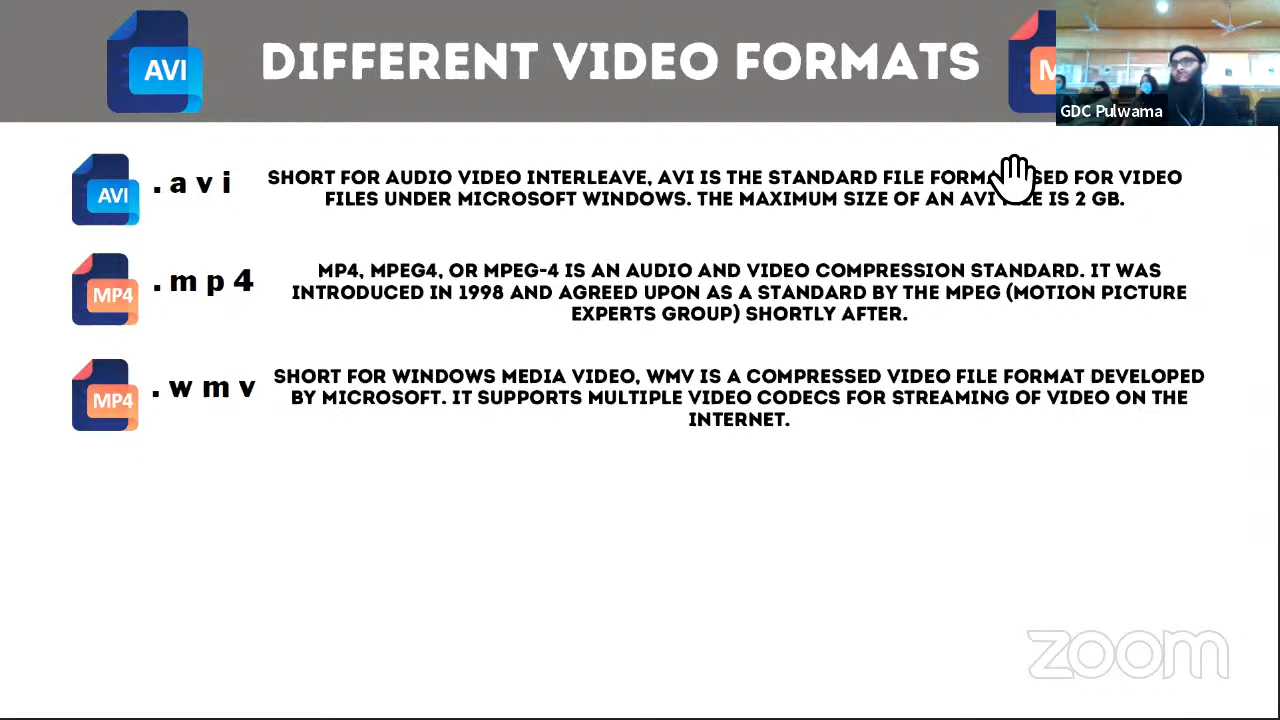 AVI
DIFFERENT VIDEO FORMATS
M
GDC Pulwama
AVI
.avi
SHORT FOR AUDIO VIDEO INTERLEAVE, AVI IS THE STANDARD FILE FOR VIDEO
FILES UNDER MICROSOFT WINDOWS. THE MAXIMUM SIZE OF AN AVI IS 2 GB.
MP4
.mp4
MP4, MPEG4, OR MPEG-4 IS AN AUDIO AND VIDEO COMPRESSION STANDARD. IT WAS
INTRODUCED IN 1998 AND AGREED UPON AS A STANDARD BY THE MPEG (MOTION PICTURE
EXPERTS GROUP) SHORTLY AFTER.
MP4
.wmv
SHORT FOR WINDOWS MEDIA VIDEO, WMV IS A COMPRESSED VIDEO FILE FORMAT DEVELOPED
BY MICROSOFT. IT SUPPORTS MULTIPLE VIDEO CODECS FOR STREAMING OF VIDEO ON THE
INTERNET.
zoom